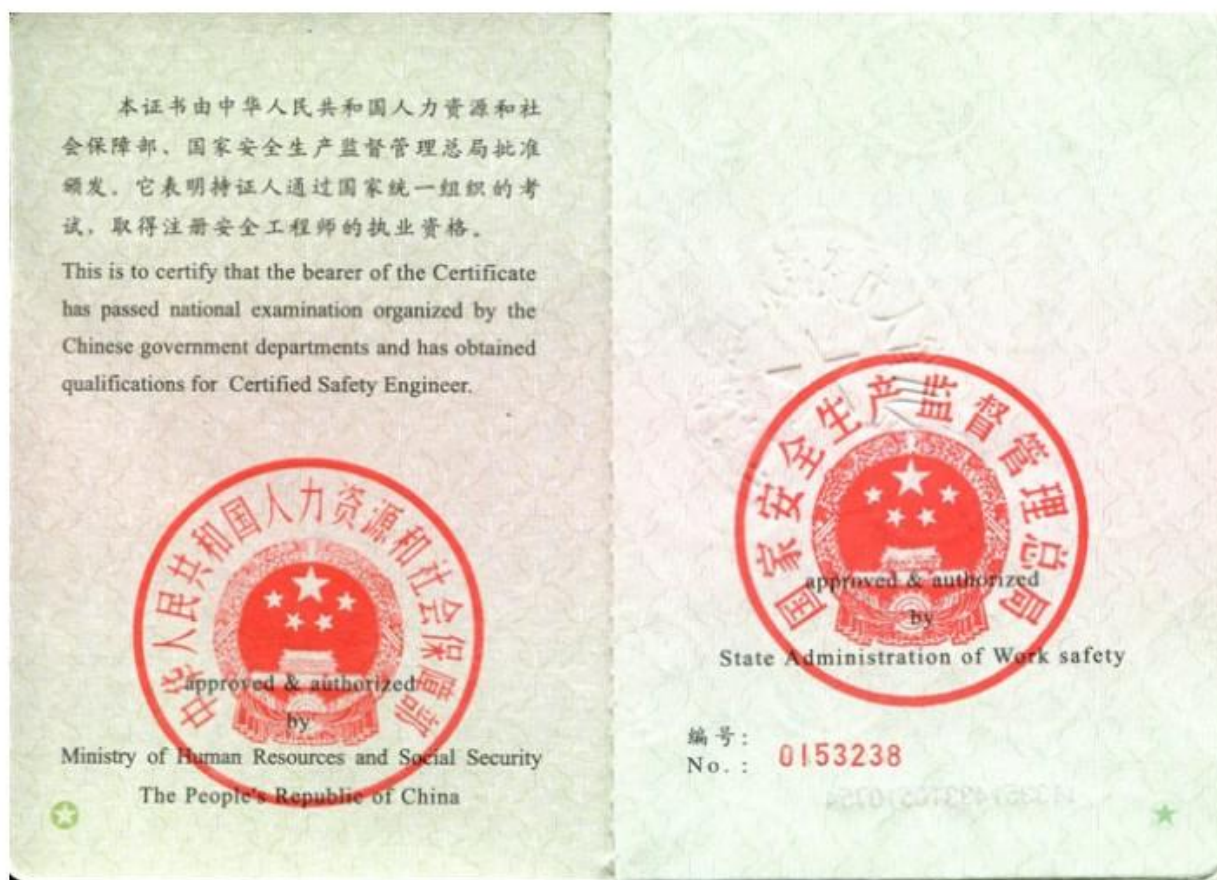 本证书由中华人民共和国人力资源和社
会保障部、国家安全生产监督管理总局批准
颁发。它表明持证人通过国家统一组织的考
试，取得注册安全工程师的执业资格。
This is to certify that the bearer of the Certificate
has passed national examination organized by the
Chinese government departments and has obtained
qualifications for Certified Safety Engineer.
中华人民共和国人力资源和社会保障部
approved & authorized
by
Ministry of Human Resources and Social Security
The People's Republic of China
国家安全生产监督管理总局
approved & authorized
by
State Administration of Work safety
编号:
No. :
0153238